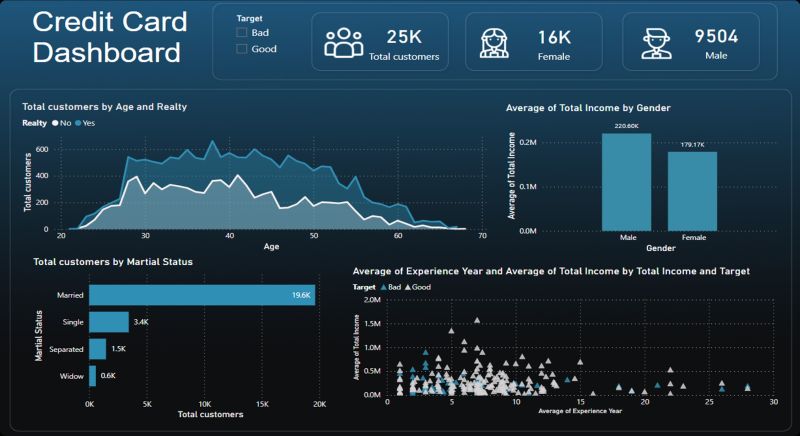 Credit Card
Dashboard
Target
Bad
Good
25K
Total customers
16K
Female
9504
Male
Total customers by Age and Realty
Realty No Yes
Total customers
600
400
200
0
20
30
40
50
60
70
Age
Average of Total Income by Gender
Average of Total Income
0.2M
0.1M
0.0M
220.60K
179.17K
Male
Female
Gender
Total customers by Martial Status
Martial Status
Married
Single
Separated
Widow
19.6K
3.4K
1.5K
0.6K
0K
5K
10K
15K
20K
Total customers
Average of Experience Year and Average of Total Income by Total Income and Target
Target Bad Good
Average of Total Income
2.0M
1.5M
1.0M
0.5M
0.0M
0
5
10
15
20
25
30
Average of Experience Year